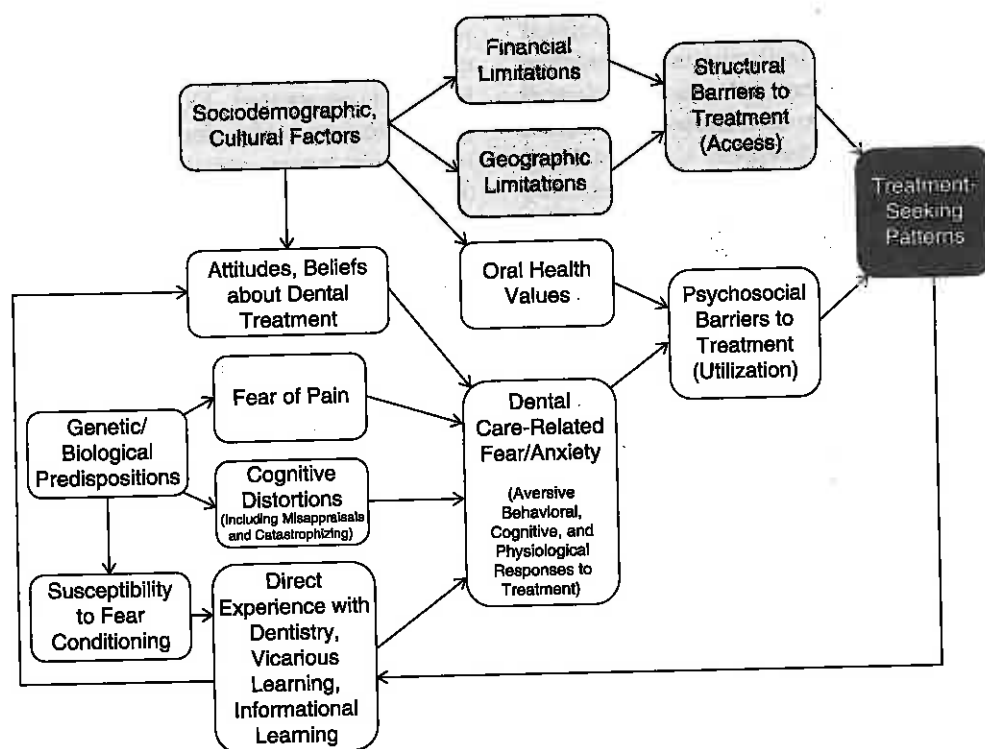 Financial
Limitations
Structural
Barriers to
Treatment
(Access)
Sociodemographic,
Cultural Factors
Geographic
Limitations
Treatment-
Seeking
Patterns
Attitudes, Beliefs
about Dental
Treatment
Oral Health
Values
Psychosocial
Barriers to
Treatment
(Utilization)
Fear of Pain
Genetic/
Biological
Predispositions
Cognitive
Distortions
(Including Misappraisals
and Catastrophizing)
Dental
Care-Related
Fear/Anxiety
(Aversive
Behavioral,
Cognitive, and
Physiological
Responses to
Treatment)
Susceptibility
to Fear
Conditioning
Direct
Experience with
Dentistry,
Vicarious
Learning,
Informational
Learning